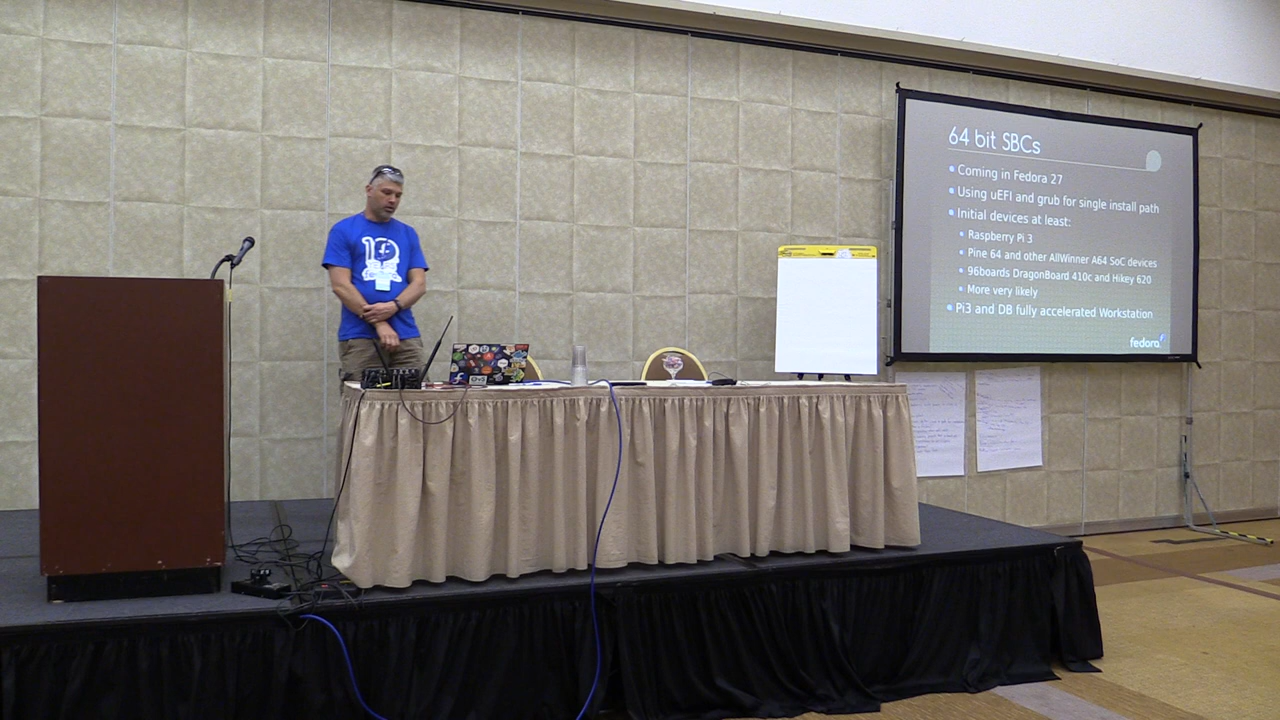 64 bit SBCs
Coming in Fedora 27
Using uEFI and grub for single install path
Initial devices at least:
Raspberry Pi 3
Pine 64 and other AllWinner A64 SoC devices
96boards DragonBoard 410c and Hikey 620
More very likely
Pi3 and DB fully accelerated Workstation
fedora